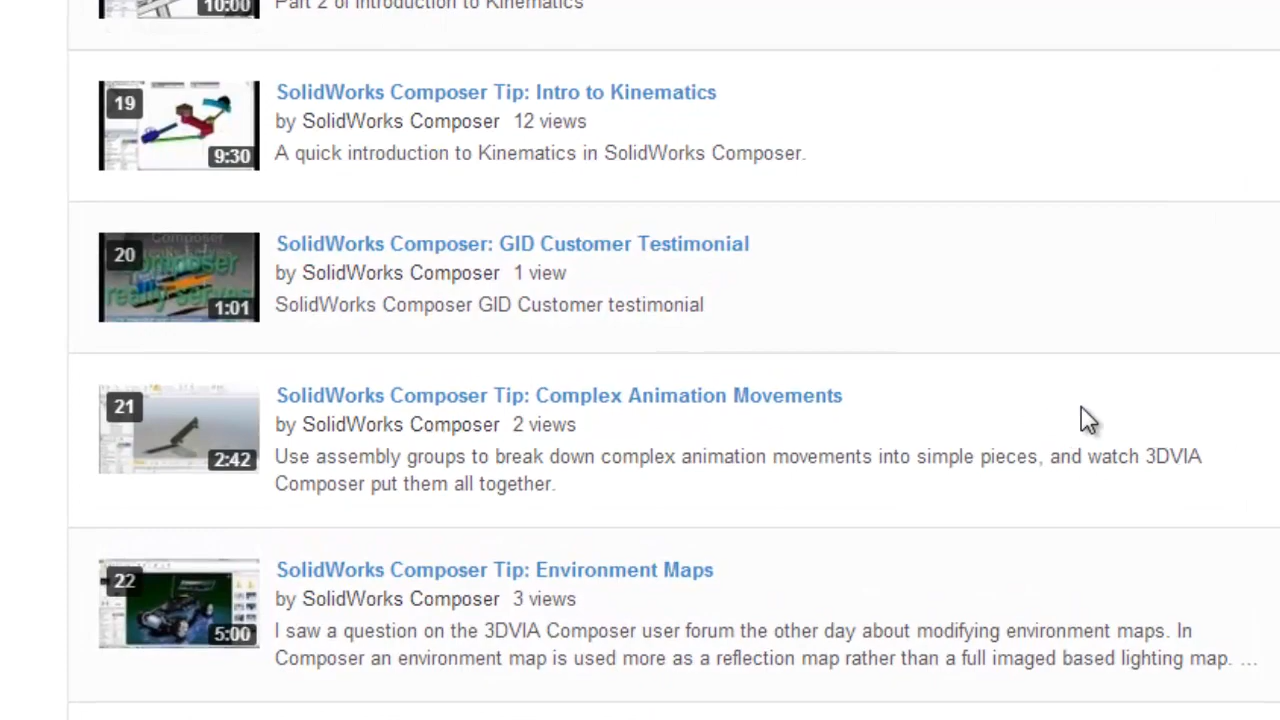 Part 2 of Introduction to Kinematics
10:00
19
9:30
SolidWorks Composer Tip: Intro to Kinematics
by SolidWorks Composer 12 views
A quick introduction to Kinematics in SolidWorks Composer.
20
Composer
really serves
1:01
SolidWorks Composer: GID Customer Testimonial
by SolidWorks Composer 1 view
SolidWorks Composer GID Customer testimonial
21
2:42
SolidWorks Composer Tip: Complex Animation Movements
by SolidWorks Composer 2 views
Use assembly groups to break down complex animation movements into simple pieces, and watch 3DVIA
Composer put them all together.
22
5:00
SolidWorks Composer Tip: Environment Maps
by SolidWorks Composer 3 views
I saw a question on the 3DVIA Composer user forum the other day about modifying environment maps. In
Composer an environment map is used more as a reflection map rather than a full imaged based lighting map. ...